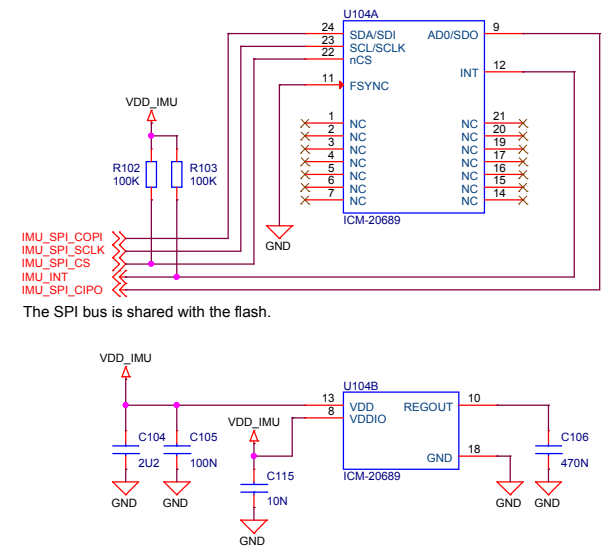 U104A
24 SDA/SDI AD0/SDO 9
23 SCL/SCLK
22 nCS
INT 12
11 FSYNC
VDD_IMU
1 NC NC 21
2 NC NC 20
3 NC NC 19
4 NC NC 17
5 NC NC 16
6 NC NC 15
7 NC NC 14
R102 R103
100K 100K
ICM-20689
GND
IMU_SPI_COPI
IMU_SPI_SCLK
IMU_SPI_CS
IMU_INT
IMU_SPI_CIPO
The SPI bus is shared with the flash.
VDD_IMU
U104B
13 VDD REGOUT 10
8 VDDIO
VDD_IMU
C104 C105
2U2 100N
C106
470N
GND 18
C115
10N
ICM-20689
GND GND GND GND
GND